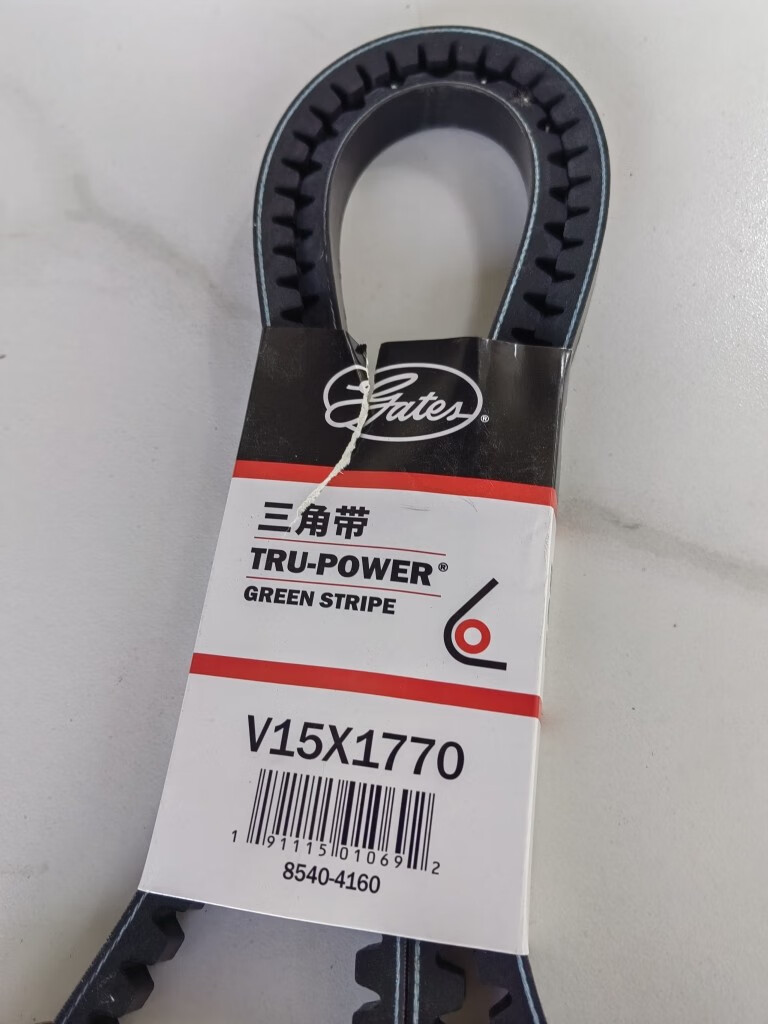 Gates®
三角带
TRU-POWER®
GREEN STRIPE
V15X1770
1 91115 01069 2
8540-4160